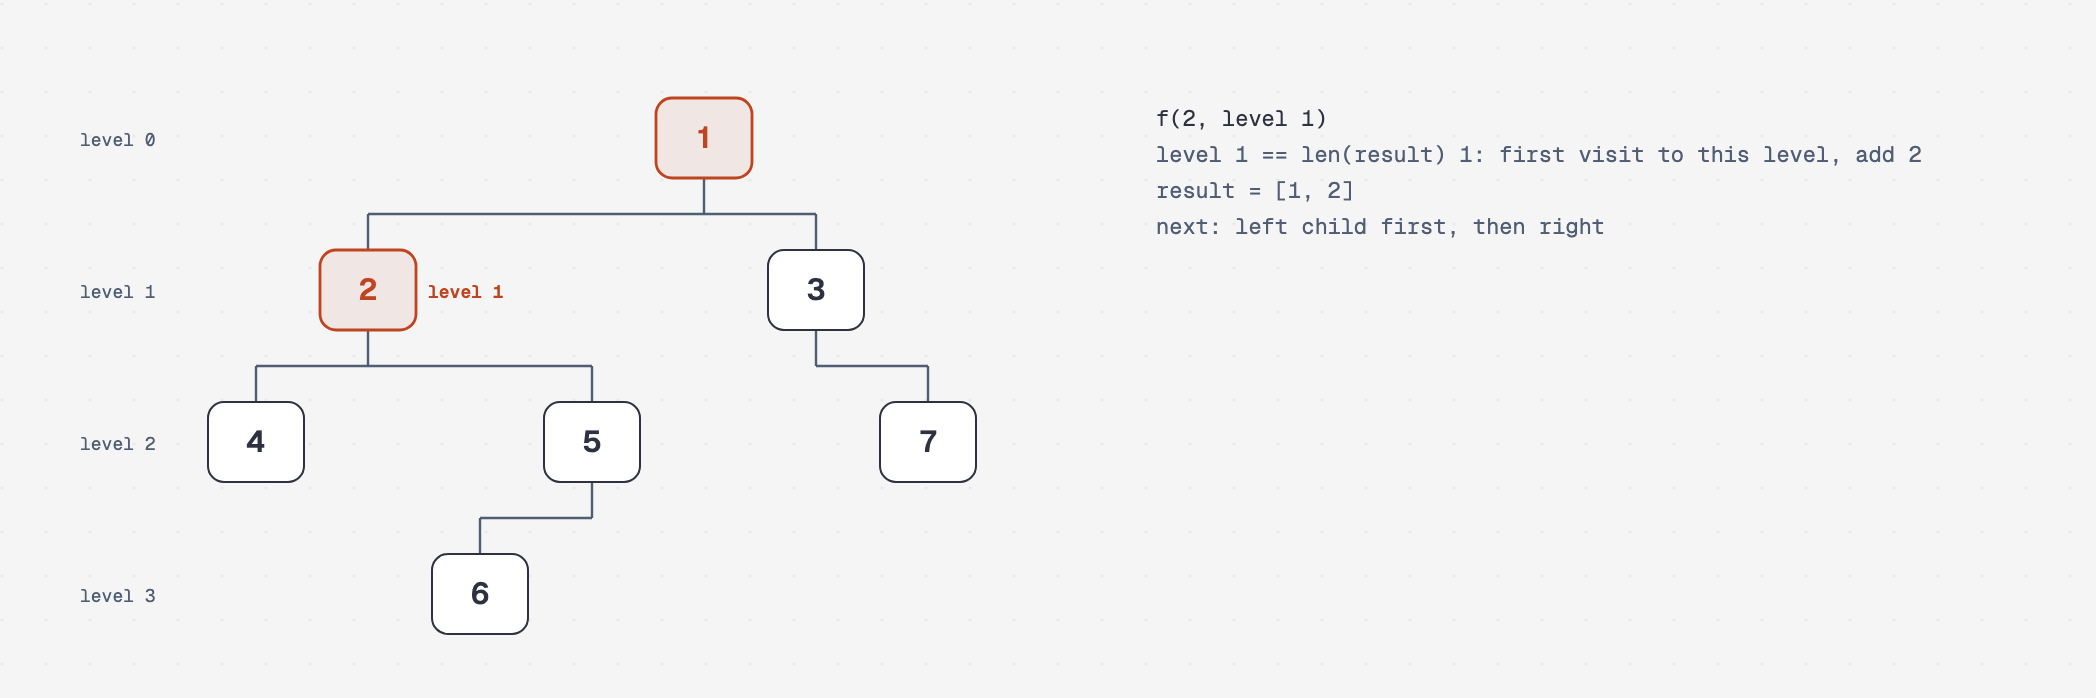 level 0
1
f(2, level 1)
level 1 == len(result) 1: first visit to this level, add 2
result = [1, 2]
next: left child first, then right
level 1
2
level 1
3
level 2
4
5
7
level 3
6